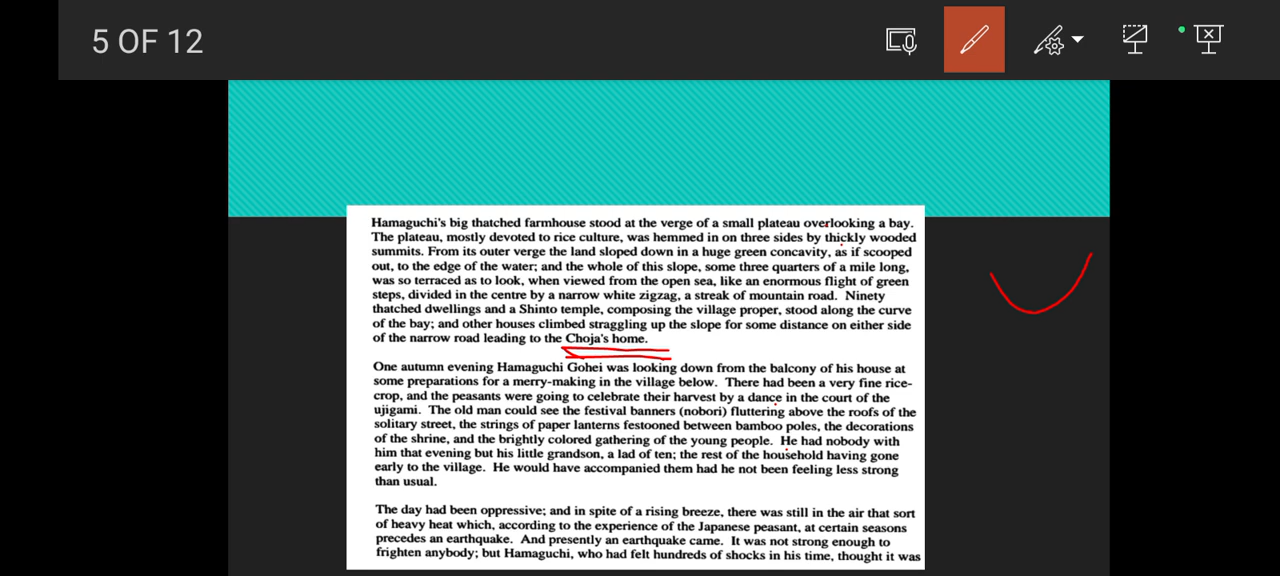 5 OF 12
Hamaguchi's big thatched farmhouse stood at the verge of a small plateau overlooking a bay.
The plateau, mostly devoted to rice culture, was hemmed in on three sides by thickly wooded
summits. From its outer verge the land sloped down in a huge green concavity, as if scooped
out, to the edge of the water; and the whole of this slope, some three quarters of a mile long,
was so terraced as to look, when viewed from the open sea, like an enormous flight of green
steps, divided in the centre by a narrow white zigzag, a streak of mountain road. Ninety
thatched dwellings and a Shinto temple, composing the village proper, stood along the curve
of the bay; and other houses climbed straggling up the slope for some distance on either side
of the narrow road leading to the Choja's home.
One autumn evening Hamaguchi Gohei was looking down from the balcony of his house at
some preparations for a merry-making in the village below. There had been a very fine rice-
crop, and the peasants were going to celebrate their harvest by a dance in the court of the
ujigami. The old man could see the festival banners (nobori) fluttering above the roofs of the
solitary street, the strings of paper lanterns festooned between bamboo poles, the decorations
of the shrine, and the brightly colored gathering of the young people. He had nobody with
him that evening but his little grandson, a lad of ten; the rest of the household having gone
early to the village. He would have accompanied them had he not been feeling less strong
than usual.
The day had been oppressive; and in spite of a rising breeze, there was still in the air that sort
of heavy heat which, according to the experience of the Japanese peasant, at certain seasons
precedes an earthquake. And presently an earthquake came. It was not strong enough to
frighten anybody; but Hamaguchi, who had felt hundreds of shocks in his time, thought it was